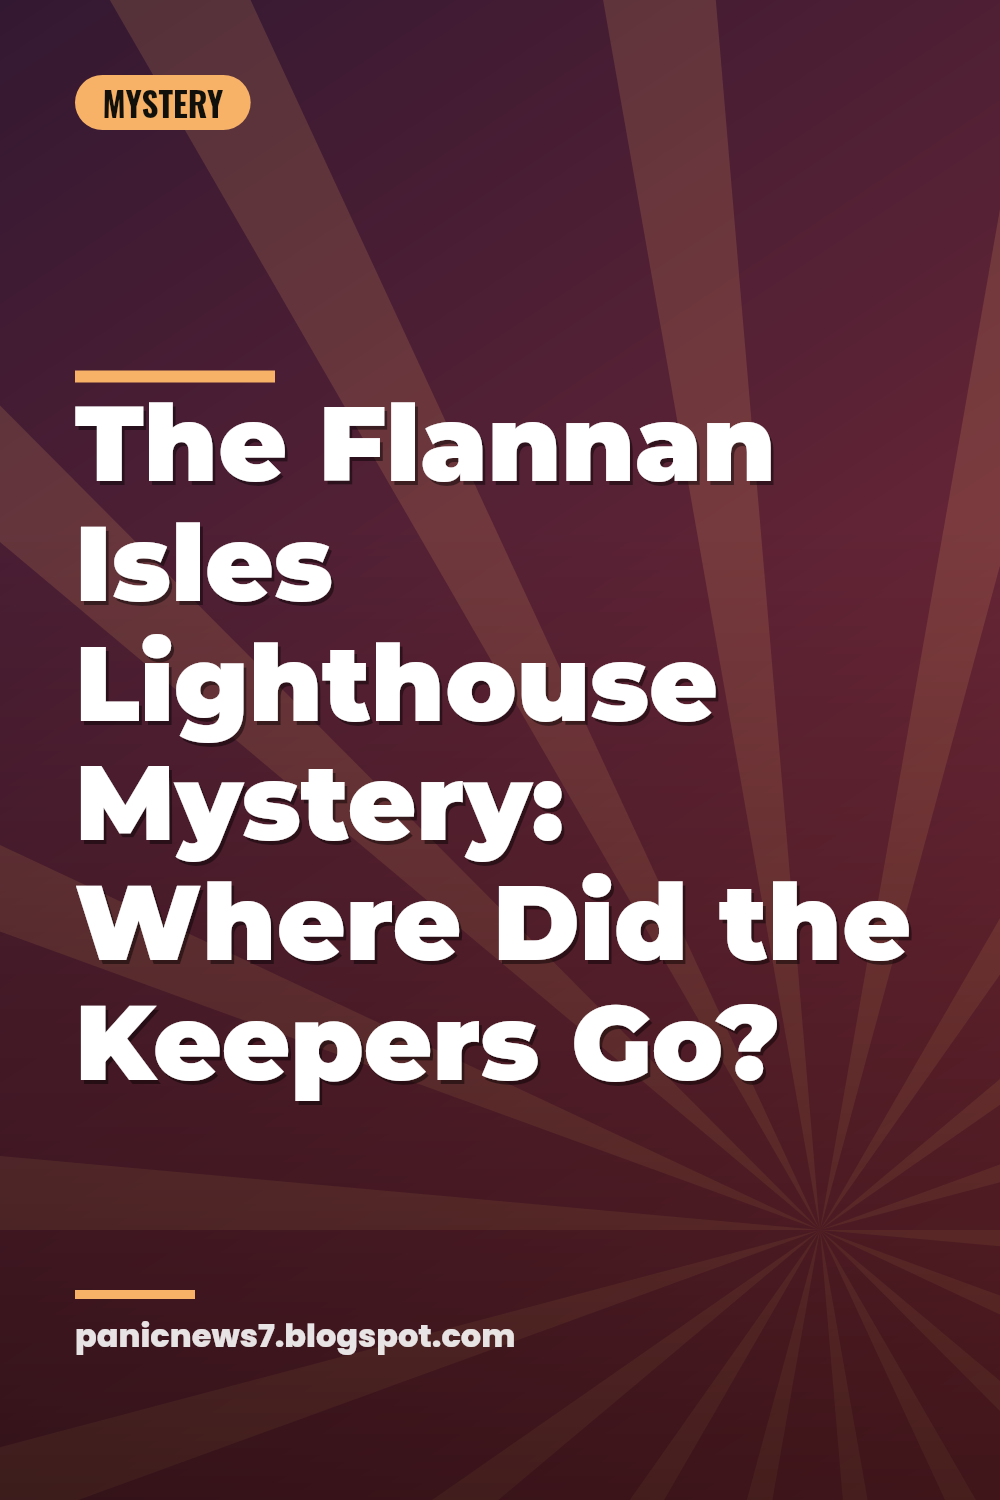 MYSTERY
The Flannan
Isles
Lighthouse
Mystery:
Where Did the
Keepers Go?
panicnews7.blogspot.com